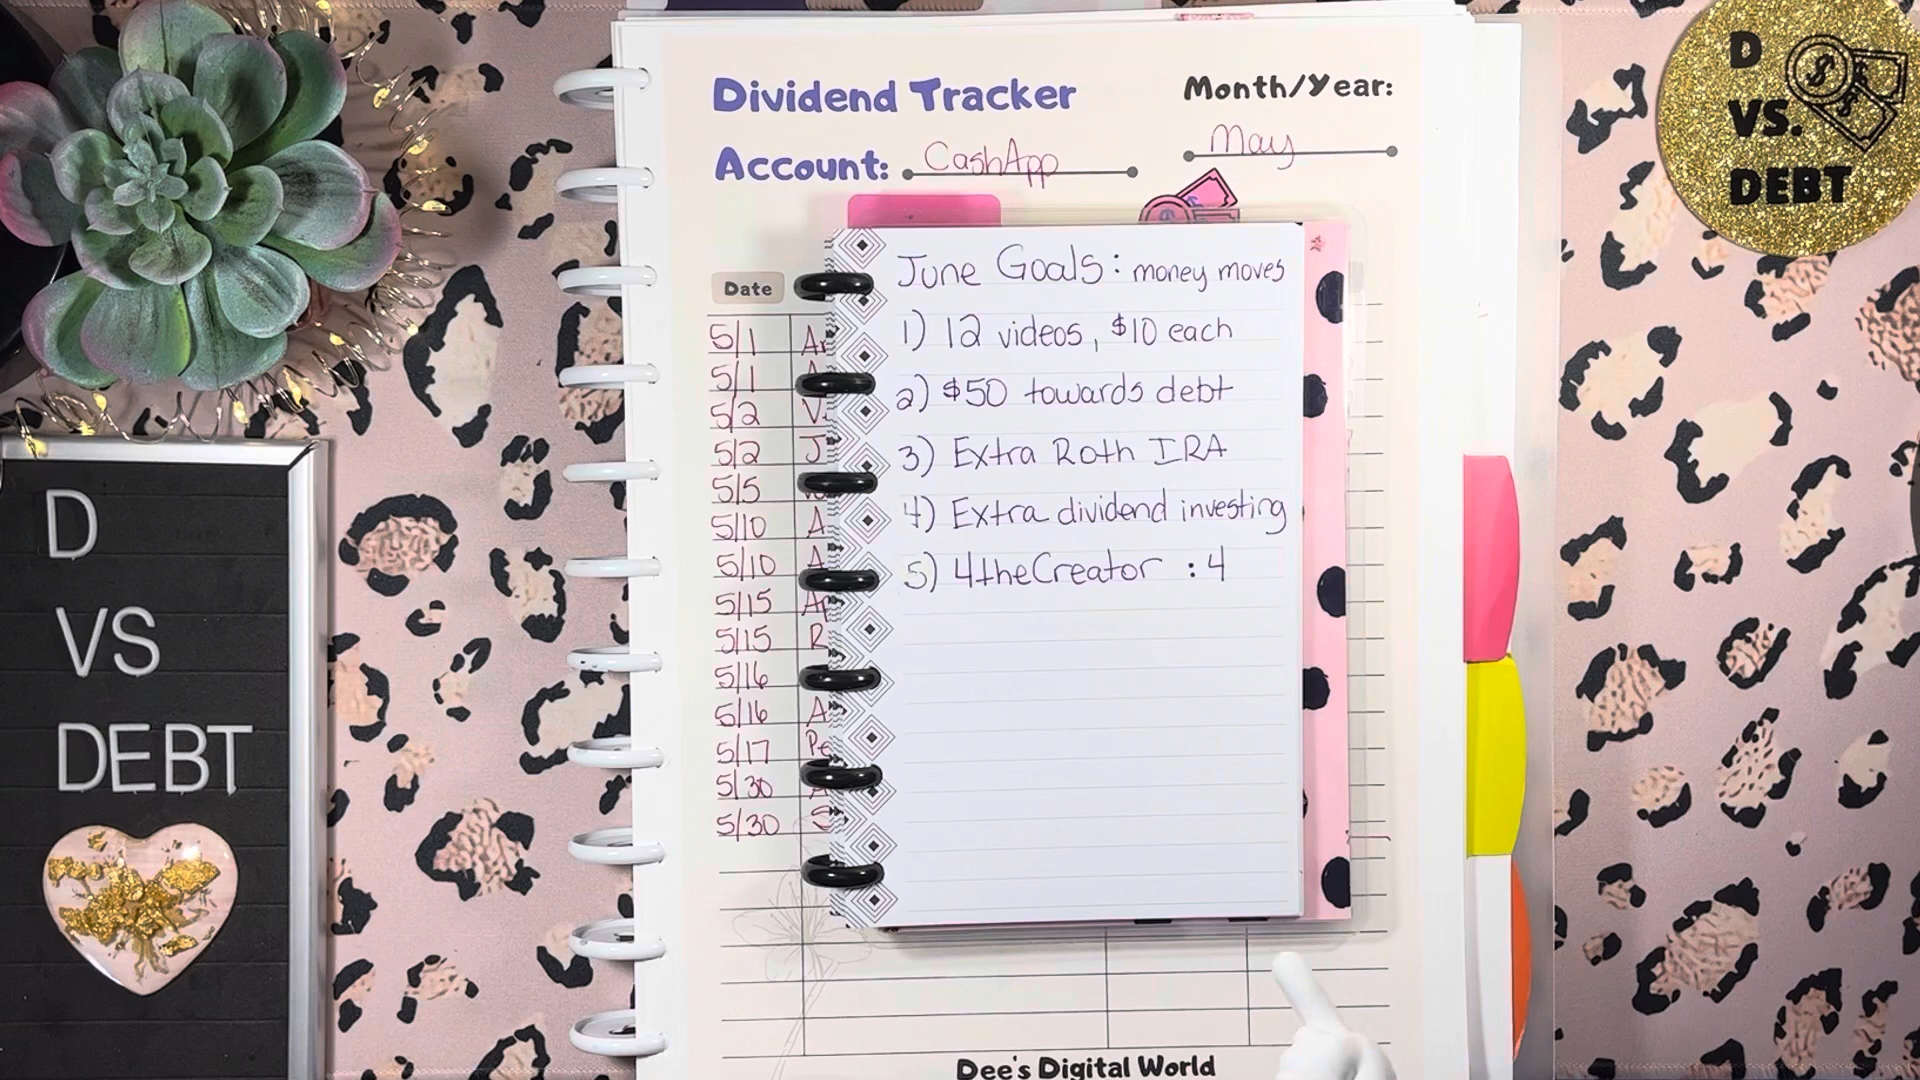 D
VS.
DEBT
Dividend Tracker
Month/Year:
May
Account: CashApp
Date
5/1
5/1
5/2
5/2
5/5
5/10
5/10
5/15
5/15
5/16
5/16
5/17
5/30
5/30
June Goals: money moves
1) 12 videos, $10 each
2) $50 towards debt
3) Extra Roth IRA
4) Extra dividend investing
5) 4theCreator : 4
D
VS
DEBT
Dee's Digital World